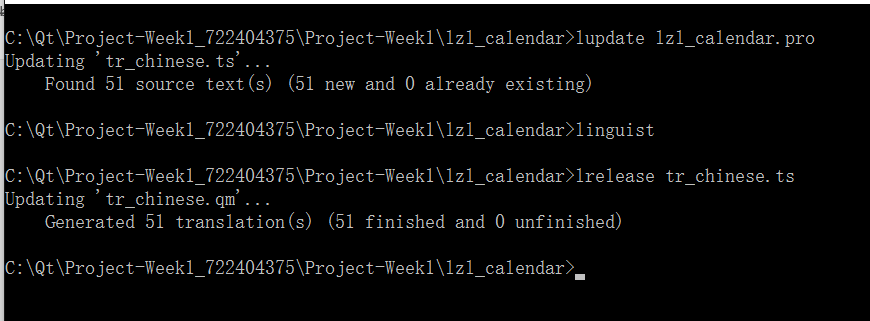 C:\Qt\Project-Week1_722404375\Project-Week1\lzl_calendar>lupdate lzl_calendar.pro
Updating 'tr_chinese.ts'...
    Found 51 source text(s) (51 new and 0 already existing)
C:\Qt\Project-Week1_722404375\Project-Week1\lzl_calendar>linguist
C:\Qt\Project-Week1_722404375\Project-Week1\lzl_calendar>lrelease tr_chinese.ts
Updating 'tr_chinese.qm'...
    Generated 51 translation(s) (51 finished and 0 unfinished)
C:\Qt\Project-Week1_722404375\Project-Week1\lzl_calendar>